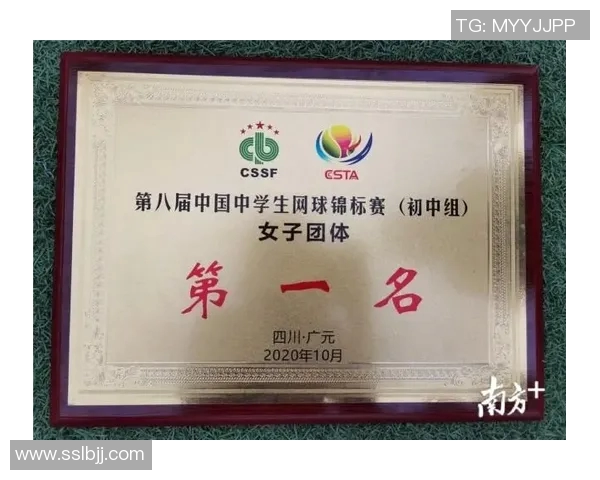 TG: MYYJJPP
CSSF
CSTA
第八届中国中学生网球锦标赛（初中组）
女子团体
第一名
四川·广元
2020年10月
南方+
www.sslbjj.com